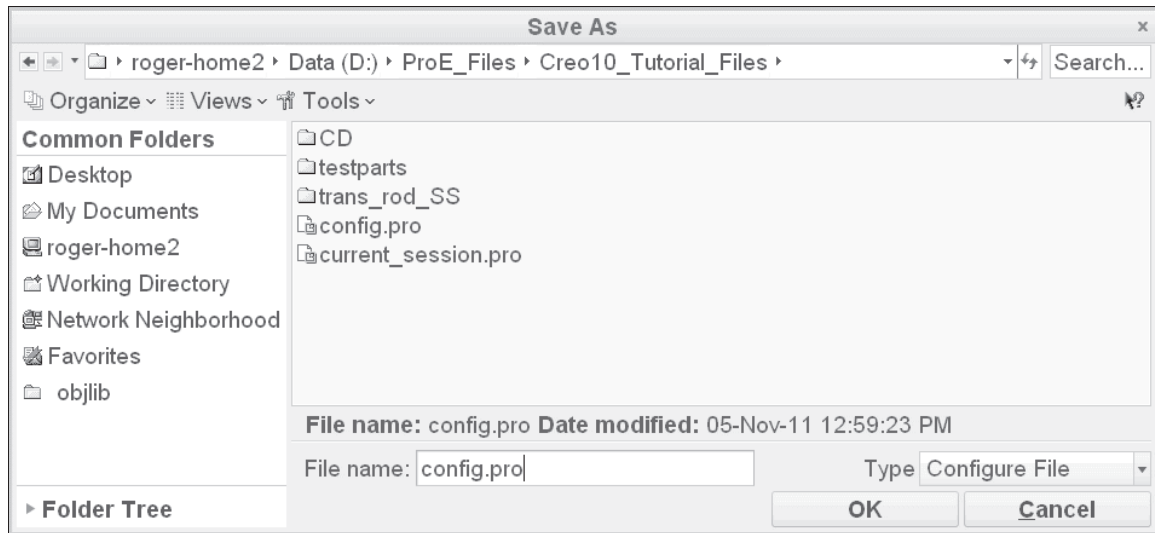 Save As
roger-home2 Data (D:) ProE_Files Creo10_Tutorial_Files Search...
Organize Views Tools
Common Folders
Desktop
My Documents
roger-home2
Working Directory
Network Neighborhood
Favorites
objlib
Folder Tree
CD
testparts
trans_rod_SS
config.pro
current_session.pro
File name: config.pro Date modified: 05-Nov-11 12:59:23 PM
File name: config.pro Type Configure File
OK Cancel